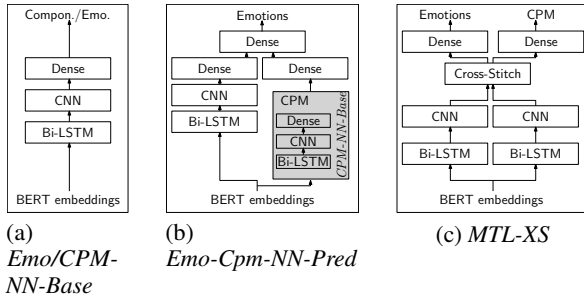 Compon./Emo.
Dense
CNN
Bi-LSTM
BERT embeddings
(a)
Emo/CPM-
NN-Base
Emotions
Dense
Dense
Dense
CNN
Bi-LSTM
CPM
Dense
CNN
Bi-LSTM
CPM-NN-Base
BERT embeddings
(b)
Emo-Cpm-NN-Pred
Emotions
CPM
Dense
Dense
Cross-Stitch
CNN
CNN
Bi-LSTM
Bi-LSTM
BERT embeddings
(c) MTL-XS